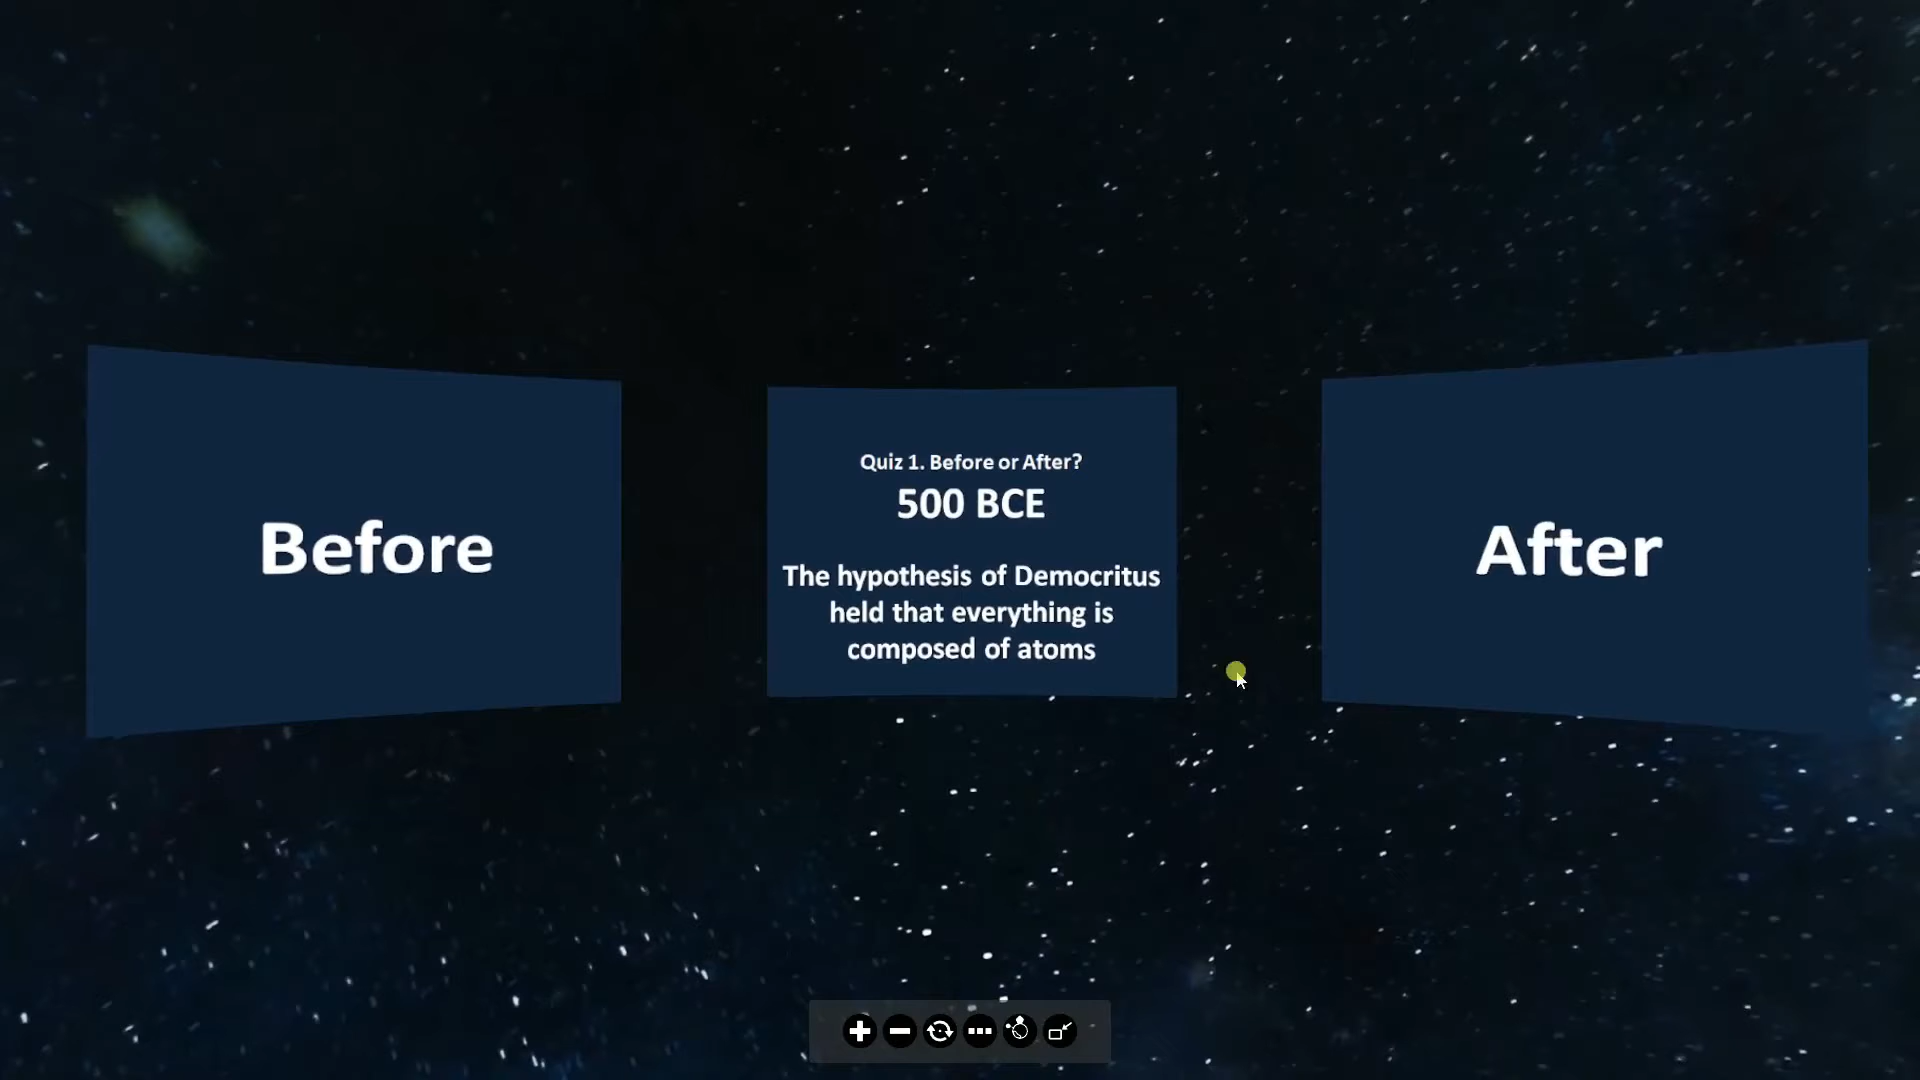 Before
Quiz 1. Before or After?
500 BCE
The hypothesis of Democritus
held that everything is
composed of atoms
After